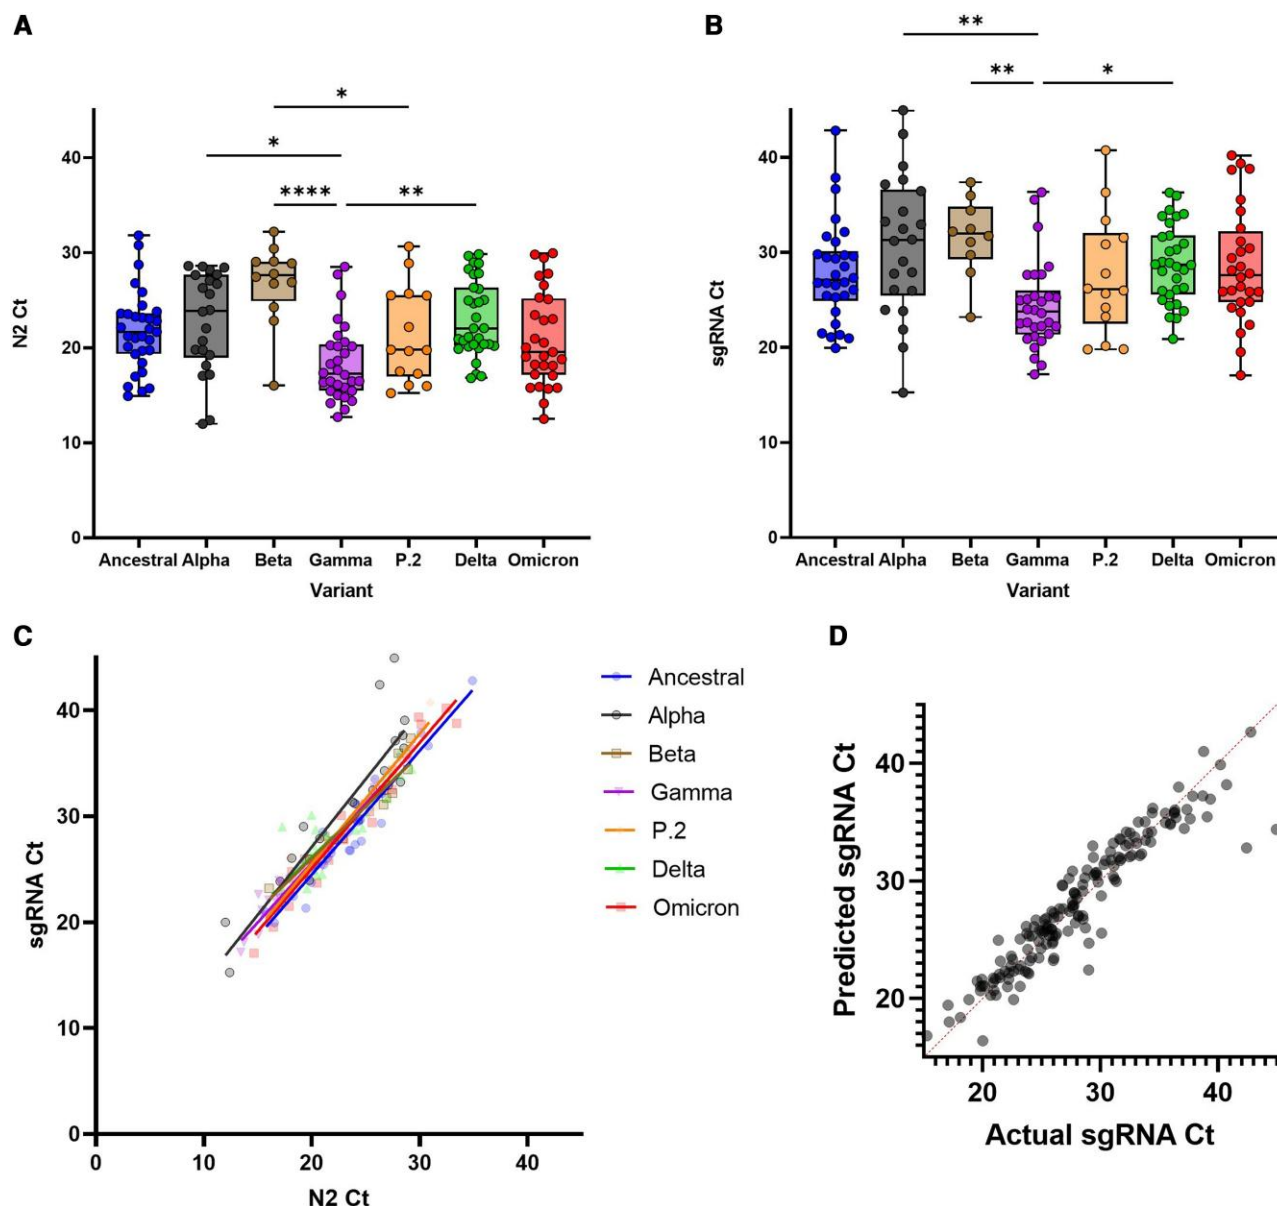 A
B
**
**
*
*
*
****
**
N2 Ct
40
30
20
10
0
Ancestral Alpha Beta Gamma P.2 Delta Omicron
Variant
sgRNA Ct
40
30
20
10
0
Ancestral Alpha Beta Gamma P.2 Delta Omicron
Variant
C
sgRNA Ct
40
30
20
10
0
0 10 20 30 40
N2 Ct
Ancestral
Alpha
Beta
Gamma
P.2
Delta
Omicron
D
Predicted sgRNA Ct
40
30
20
20 30 40
Actual sgRNA Ct